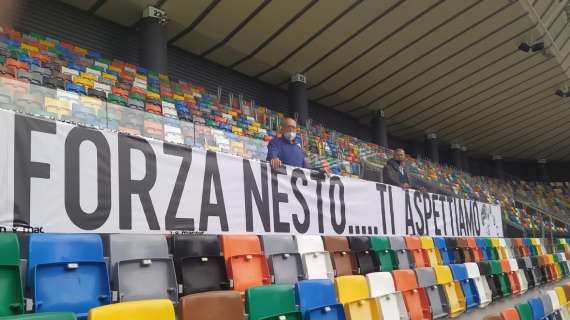 FORZA NESTO.....TI ASPETTIAMO